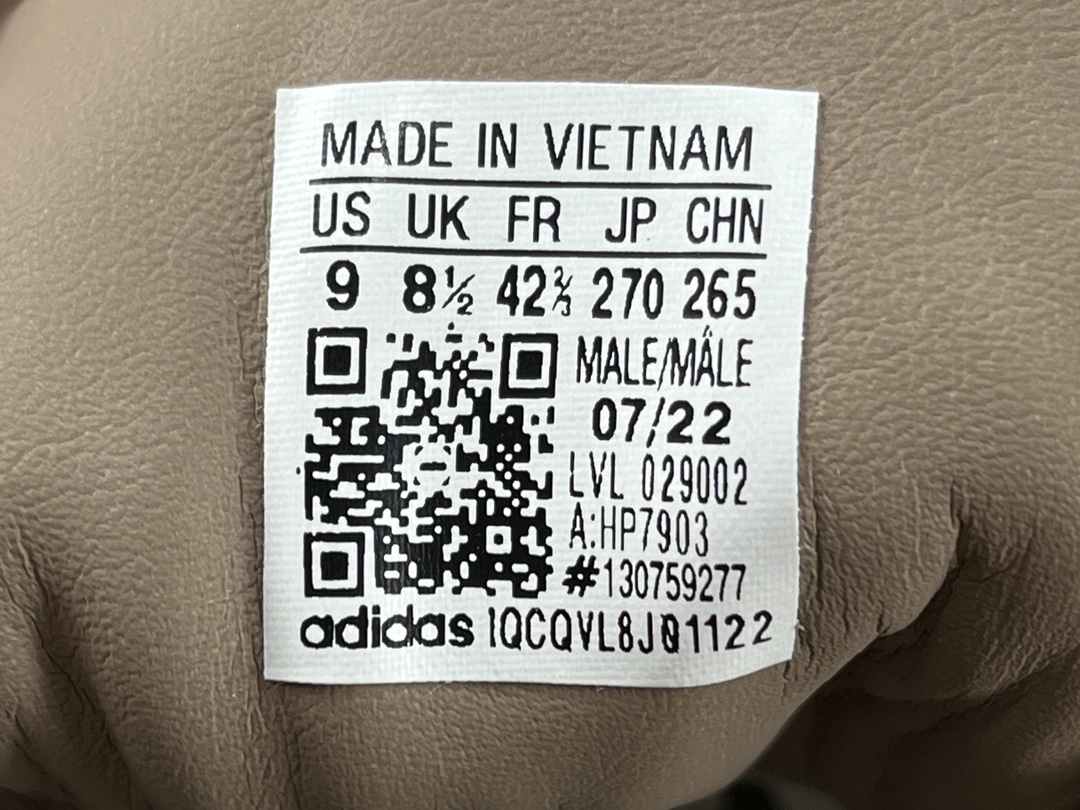 MADE IN VIETNAM
US UK FR JP CHN
9 8½ 42⅔ 270 265
MALE/MÂLE
07/22
LVL 029002
A:HP7903
#130759277
adidas 1QCQVL8J01122